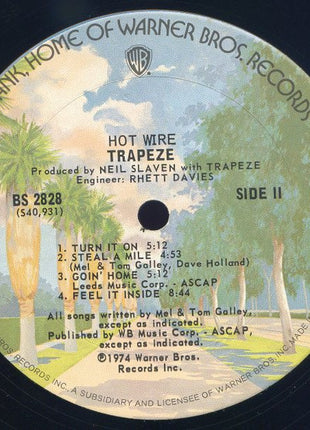 ANK, HOME OF WARNER BROS. RECORDS
WB
HOT WIRE
TRAPEZE
Produced by NEIL SLAVEN with TRAPEZE
Engineer: RHETT DAVIES
BS 2828
(S40,931)
SIDE II
1. TURN IT ON 5:12
2. STEAL A MILE 4:53
(Mel & Tom Galley, Dave Holland)
3. GOIN' HOME 5:12
Leeds Music Corp. - ASCAP
4. FEEL IT INSIDE 8:44
All songs written by Mel & Tom Galley,
except as indicated.
Published by WB Music Corp. - ASCAP,
except as indicated.
℗1974 Warner Bros.
Records Inc.
BROS. RECORDS INC., A SUBSIDIARY AND LICENSEE OF WARNER BROS. INC. MADE